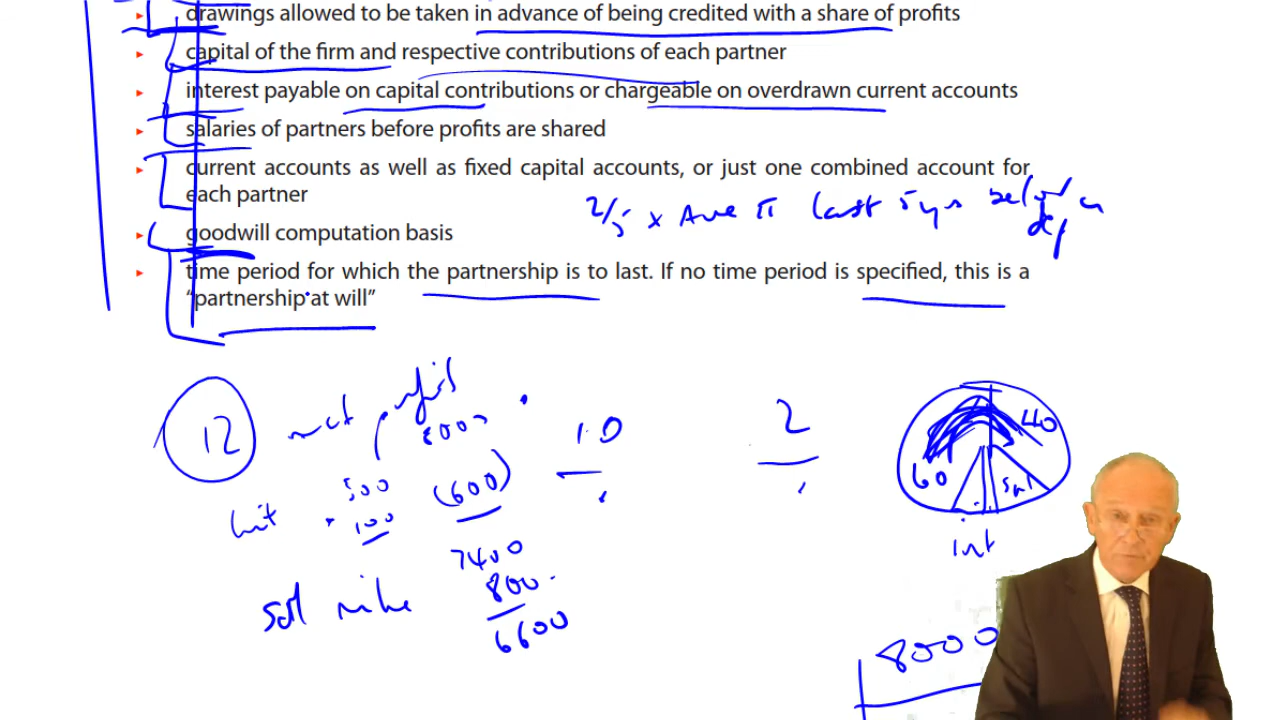 drawings allowed to be taken in advance of being credited with a share of profits
capital of the firm and respective contributions of each partner
interest payable on capital contributions or chargeable on overdrawn current accounts
salaries of partners before profits are shared
current accounts as well as fixed capital accounts, or just one combined account for
each partner
2/5 x Ave π last 5 yrs before
goodwill computation basis
time period for which the partnership is to last. If no time period is specified, this is a
“partnership at will”
12
net profit
8000
10
2
40
60
sal
int
int
500
100
(600)
7400
sal mike
800
6600
8000